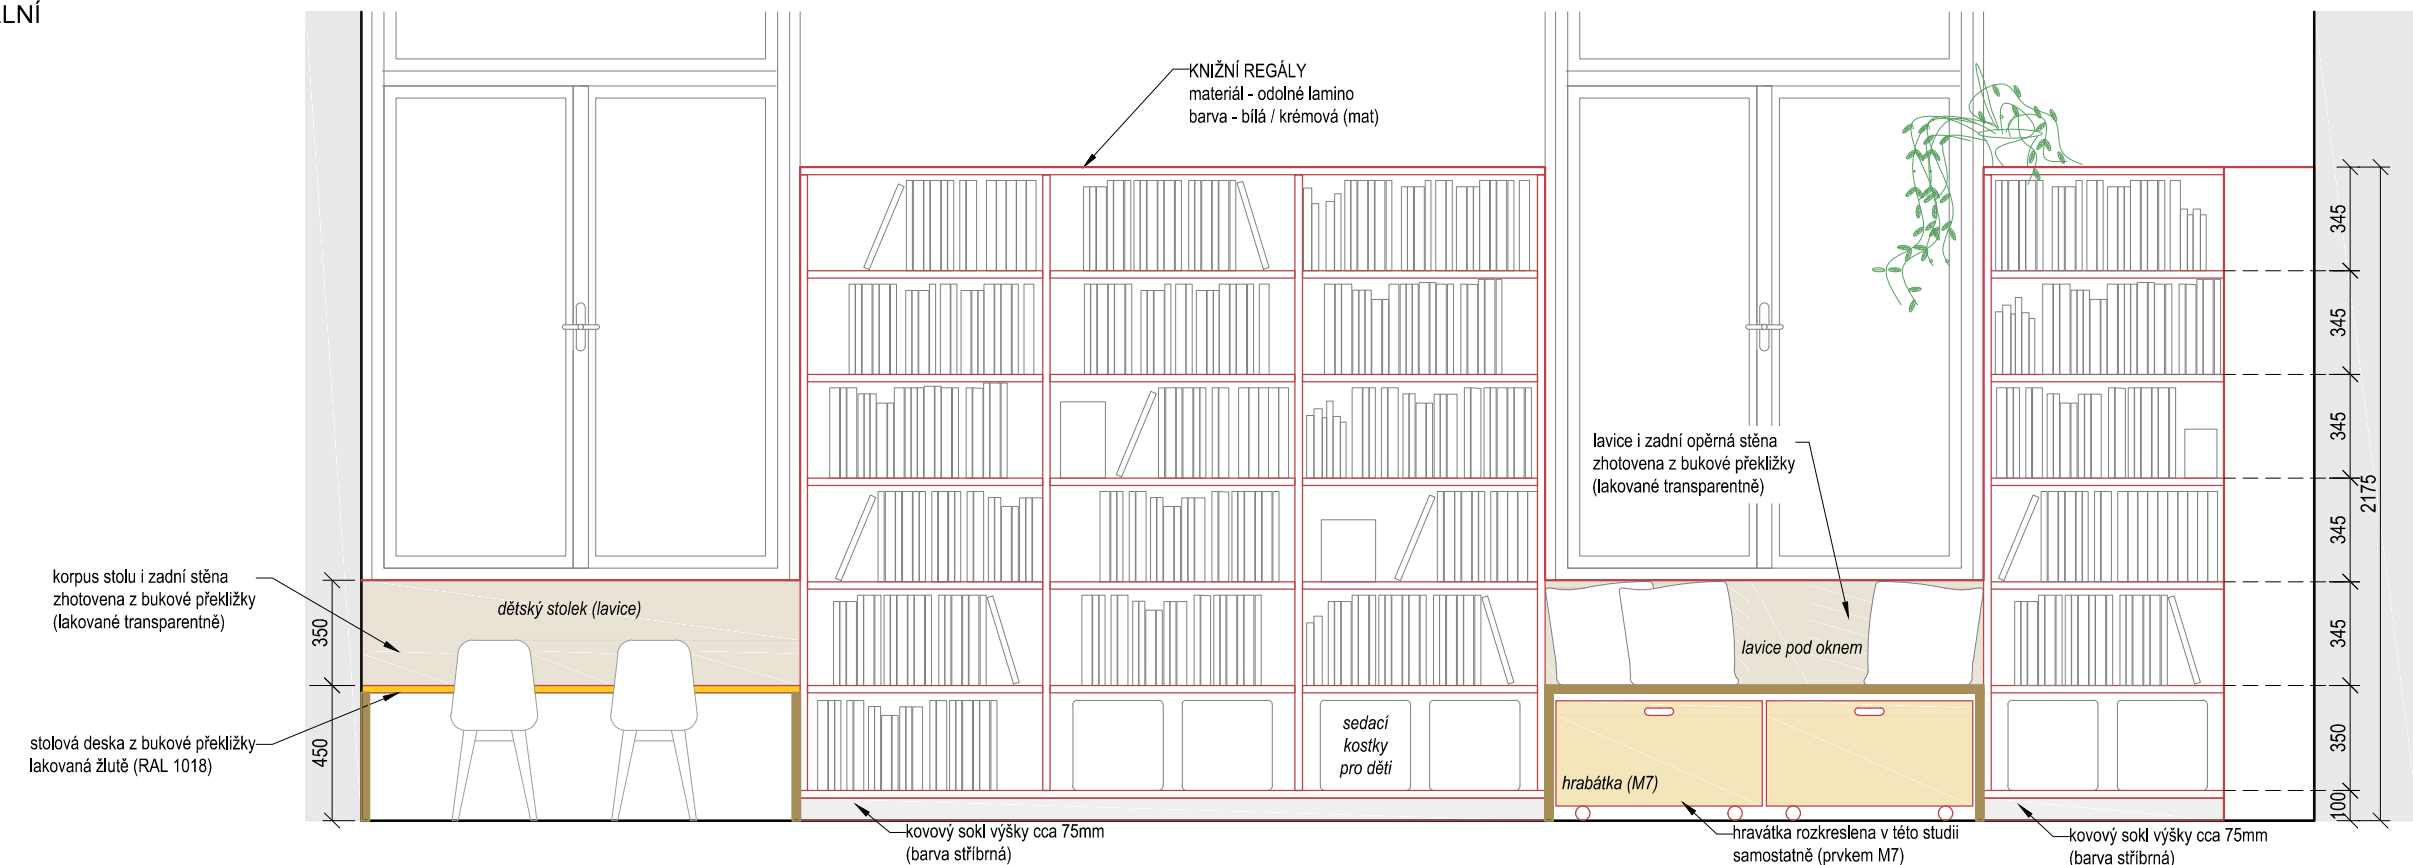 LNÍ
KNIŽNÍ REGÁLY
materiál - odolné lamino
barva - bílá / krémová (mat)
lavice i zadní opěrná stěna
zhotovena z bukové překližky
(lakované transparentně)
korpus stolu i zadní stěna
zhotovena z bukové překližky
(lakované transparentně)
dětský stolek (lavice)
stolová deska z bukové překližky
lakovaná žlutě (RAL 1018)
350
450
lavice pod oknem
sedací
kostky
pro děti
hrabátka (M7)
kovový sokl výšky cca 75mm
(barva stříbrná)
hravátka rozkreslena v této studii
samostatně (prvkem M7)
kovový sokl výšky cca 75mm
(barva stříbrná)
345
345
345
345
345
350
100
2175